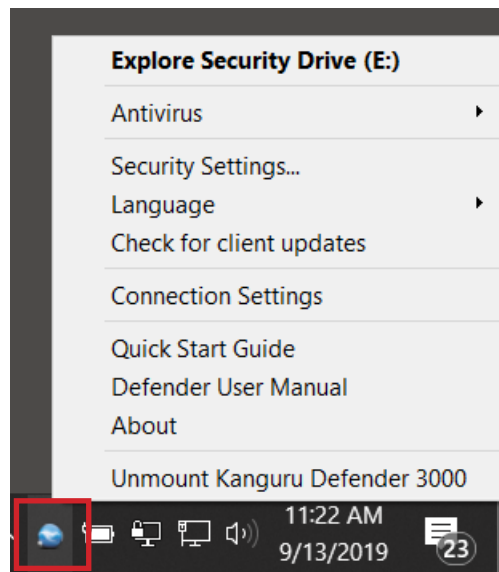 Explore Security Drive (E:)
Antivirus
Security Settings...
Language
Check for client updates
Connection Settings
Quick Start Guide
Defender User Manual
About
Unmount Kanguru Defender 3000
11:22 AM
9/13/2019
23